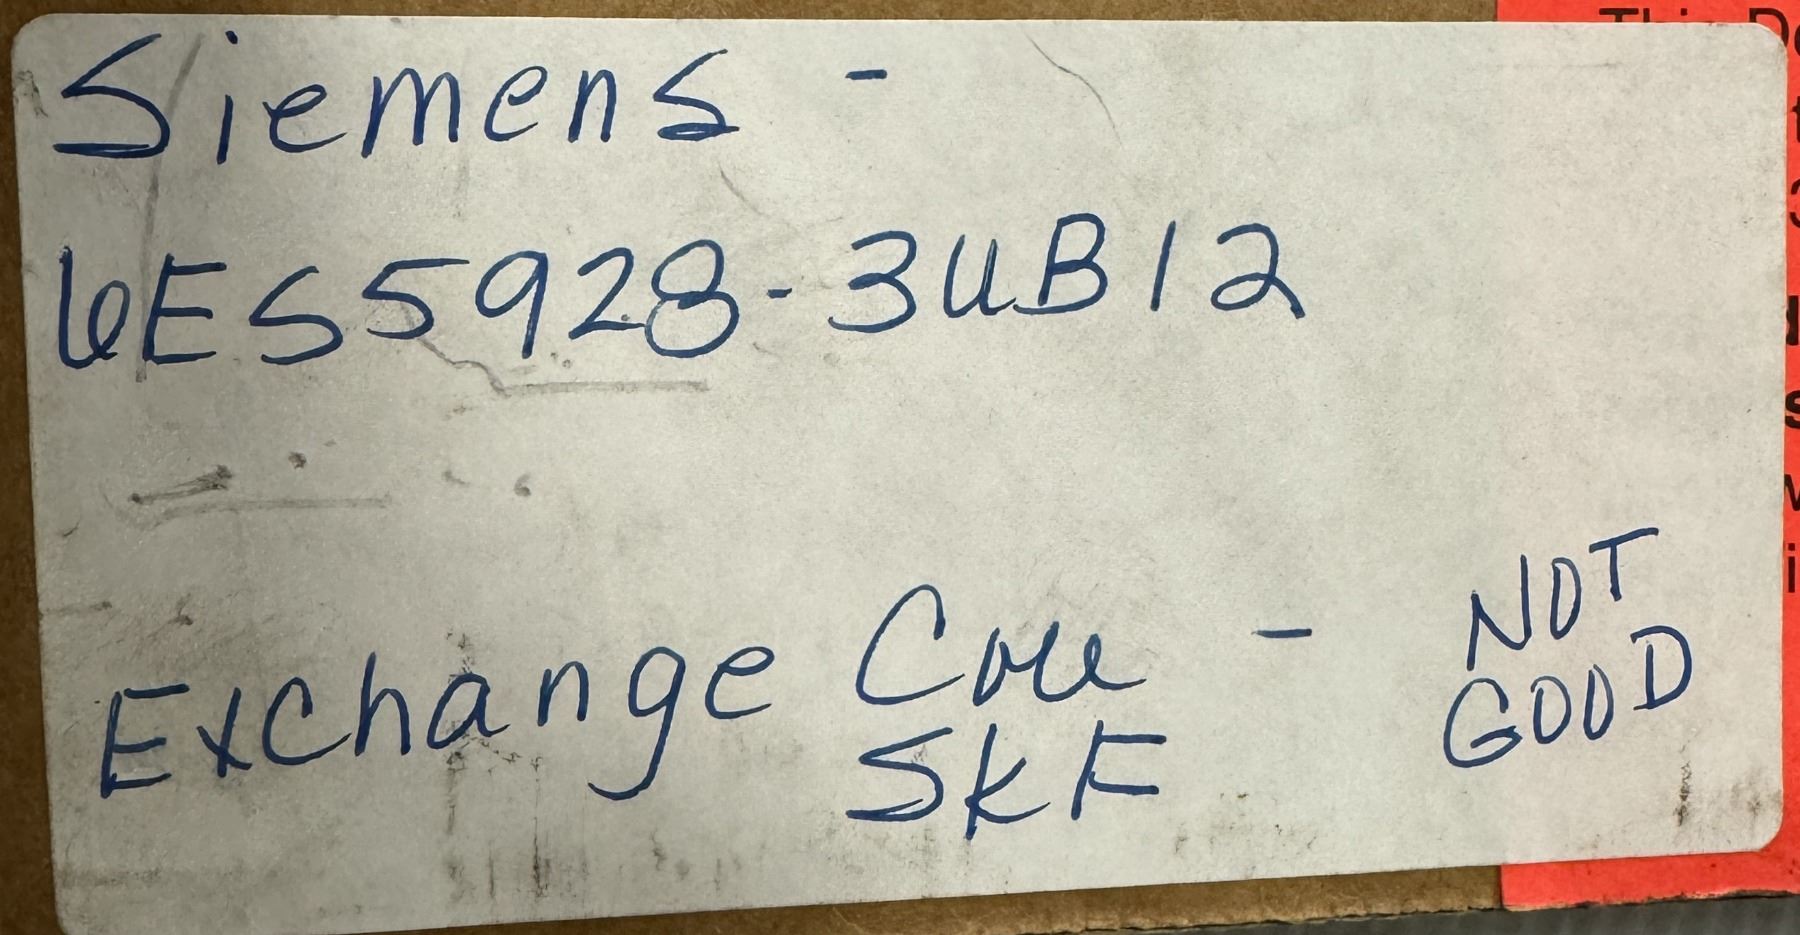 Siemens -
6ES5928-3UB12
Exchange Core -
SKF
NOT
GOOD